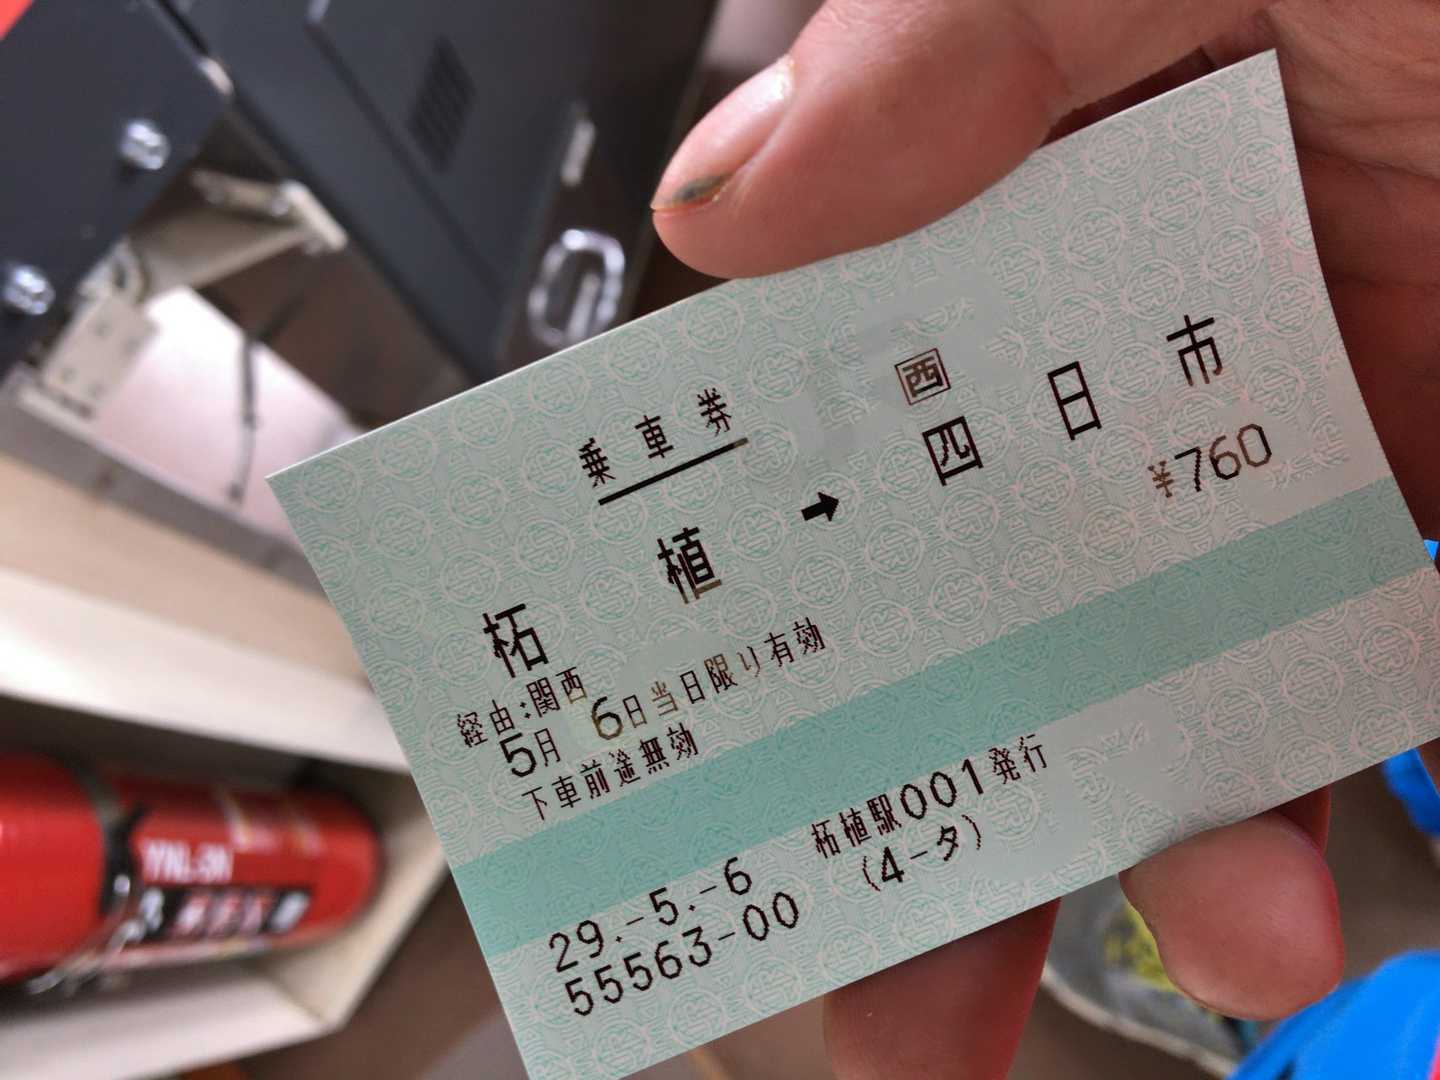 乗車券
西
柘植 → 四日市
経由:関西
¥760
5月 6日当日限り有効
下車前途無効
29.-5.-6 柘植駅001発行
55563-00 (4-タ)
YNL-3N